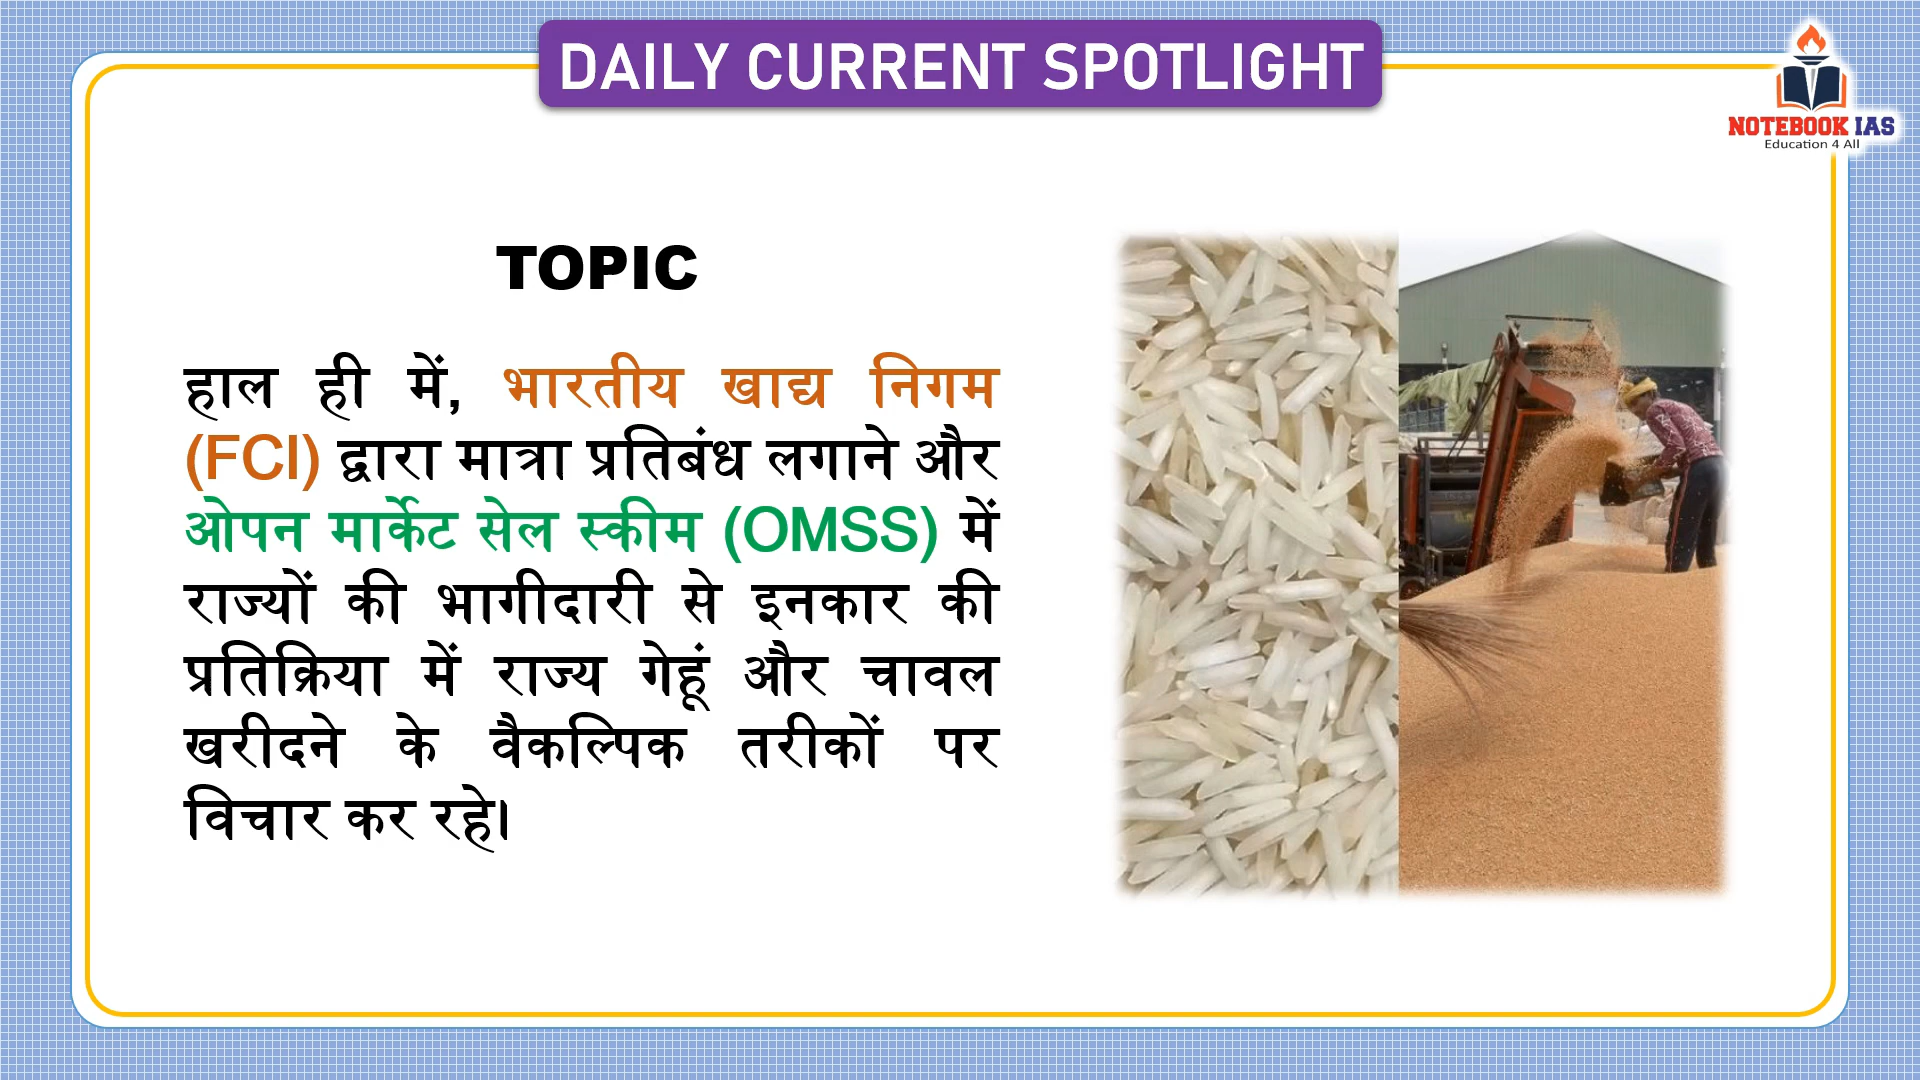 DAILY CURRENT SPOTLIGHT
NOTEBOOK IAS
Education 4 All
TOPIC
हाल ही में, भारतीय खाद्य निगम
(FCI) द्वारा मात्रा प्रतिबंध लगाने और
ओपन मार्केट सेल स्कीम (OMSS) में
राज्यों की भागीदारी से इनकार की
प्रतिक्रिया में राज्य गेहूं और चावल
खरीदने के वैकल्पिक तरीकों पर
विचार कर रहे।